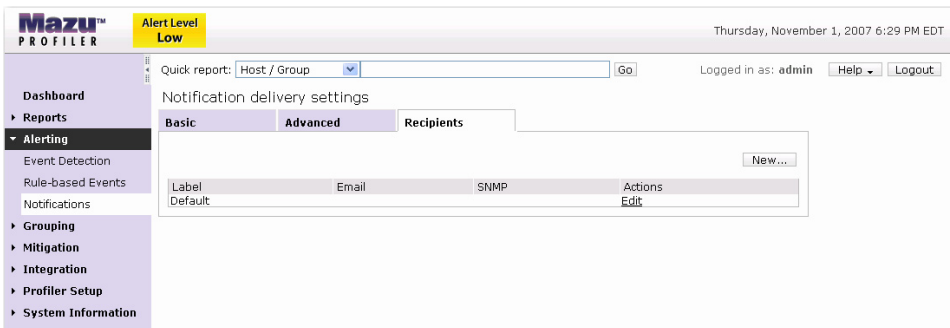 Mazu™
PROFILER
Alert Level
Low
Thursday, November 1, 2007 6:29 PM EDT
Quick report: Host / Group Go Logged in as: admin Help Logout
Dashboard
Reports
Alerting
Event Detection
Rule-based Events
Notifications
Grouping
Mitigation
Integration
Profiler Setup
System Information
Notification delivery settings
Basic Advanced Recipients
New...
Label Email SNMP Actions
Default Edit